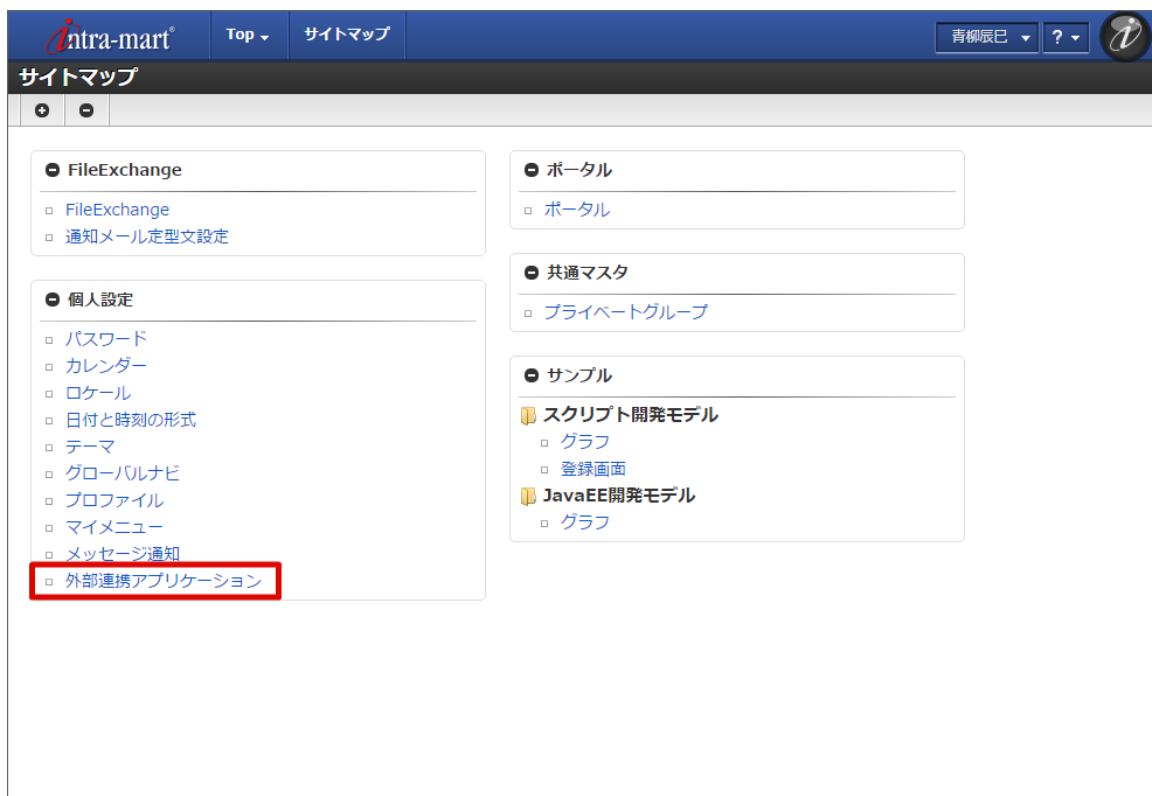 intra-mart®
Top
サイトマップ
青柳辰巳
?
サイトマップ
FileExchange
FileExchange
通知メール定型文設定
個人設定
パスワード
カレンダー
ロケール
日付と時刻の形式
テーマ
グローバルナビ
プロファイル
マイメニュー
メッセージ通知
外部連携アプリケーション
ポータル
ポータル
共通マスタ
プライベートグループ
サンプル
スクリプト開発モデル
グラフ
登録画面
JavaEE開発モデル
グラフ